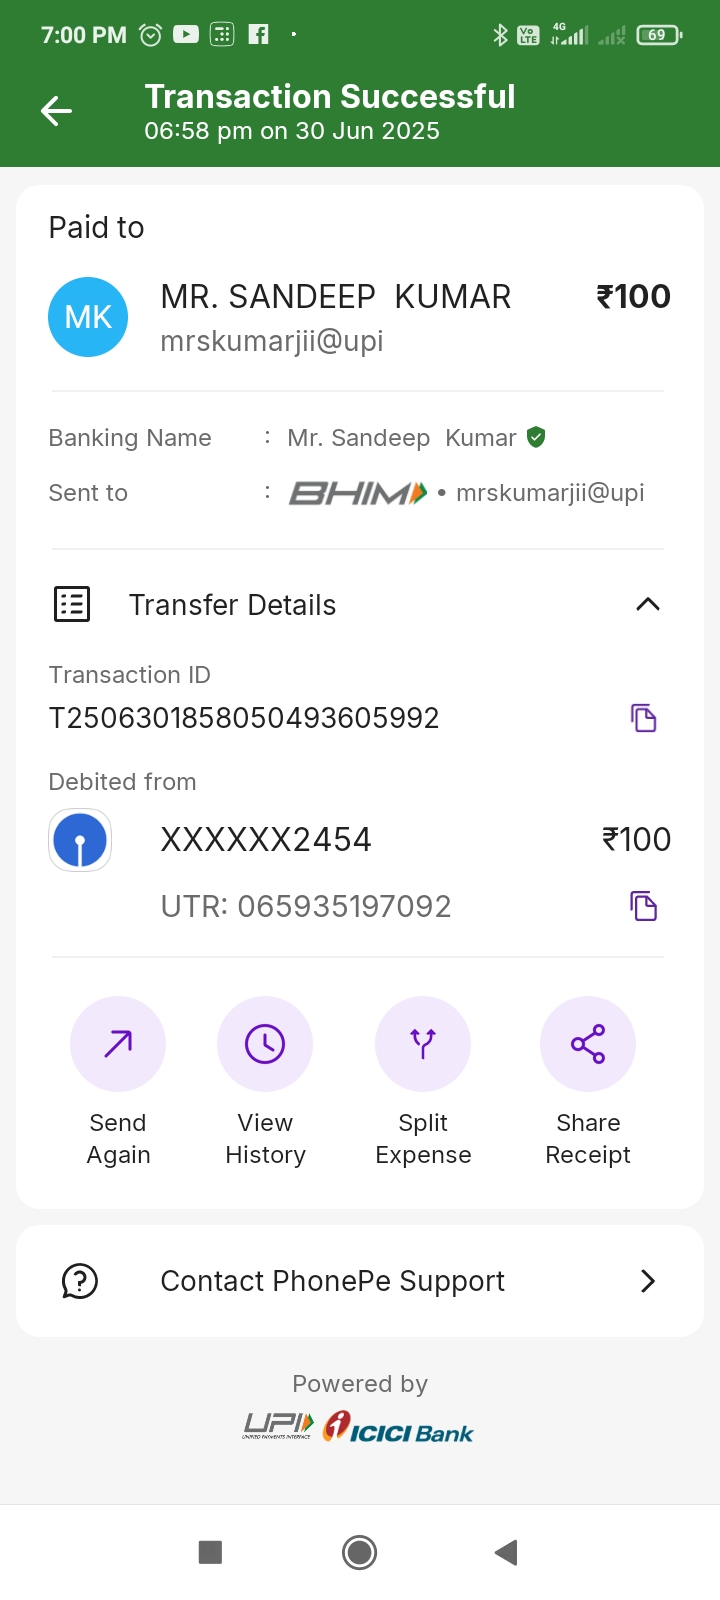 7:00 PM
Vo LTE
4G
69
Transaction Successful
06:58 pm on 30 Jun 2025
Paid to
MK
MR. SANDEEP  KUMAR
₹100
mrskumarjii@upi
Banking Name : Mr. Sandeep  Kumar
Sent to : BHIM • mrskumarjii@upi
Transfer Details
Transaction ID
T2506301858050493605992
Debited from
XXXXXX2454 ₹100
UTR: 065935197092
Send Again
View History
Split Expense
Share Receipt
Contact PhonePe Support
Powered by
UPI ICICI Bank
UNIFIED PAYMENTS INTERFACE